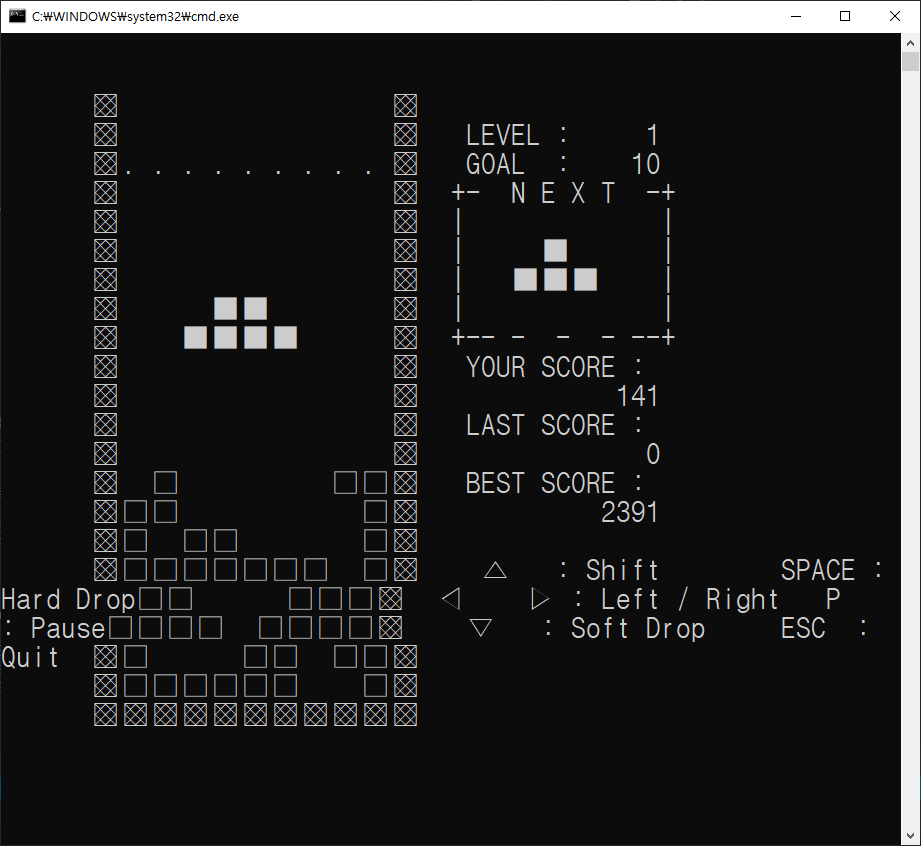 C:₩WINDOWS₩system32₩cmd.exe
LEVEL : 1
GOAL : 10
+- N E X T -+
YOUR SCORE :
141
LAST SCORE :
0
BEST SCORE :
2391
△ : Shift SPACE :
Hard Drop ◁ ▷ : Left / Right P
: Pause ▽ : Soft Drop ESC :
Quit